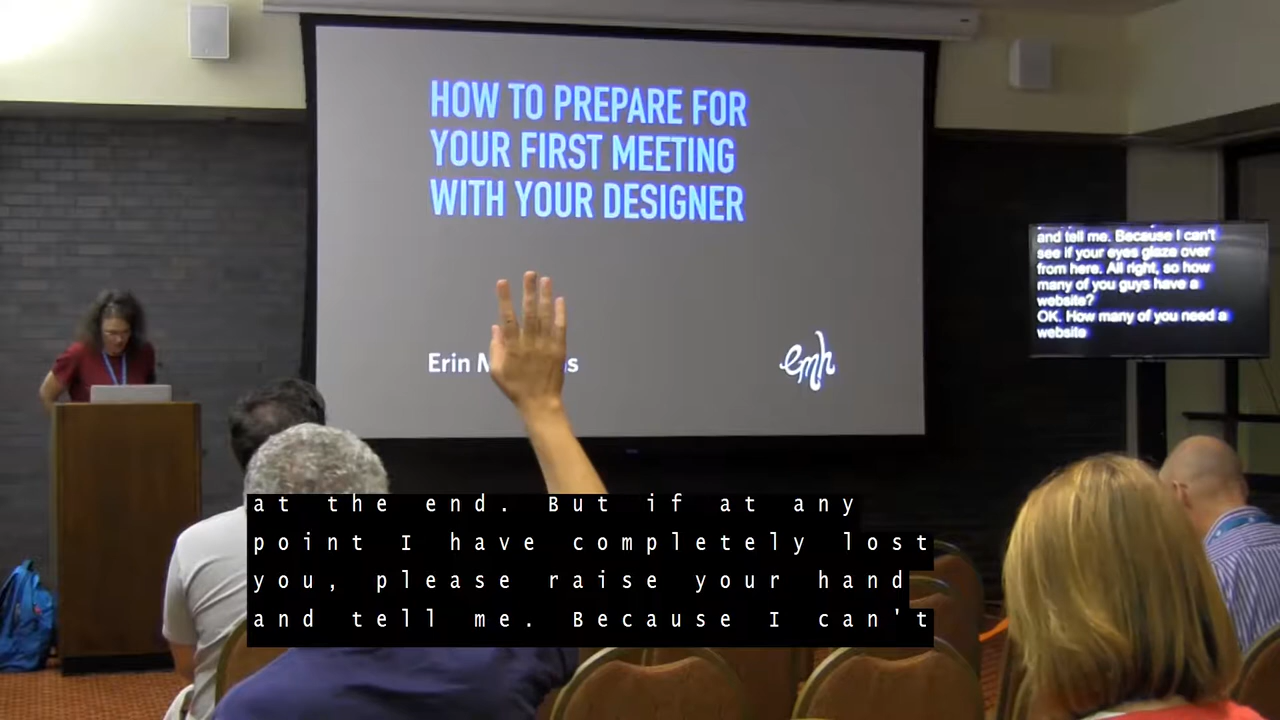 HOW TO PREPARE FOR
YOUR FIRST MEETING
WITH YOUR DESIGNER
Erin
emh
and tell me. Because I can't
see if your eyes glaze over
from here. All right, so how
many of you guys have a
website?
OK. How many of you need a
website
at the end. But if at any
point I have completely lost
you, please raise your hand
and tell me. Because I can't